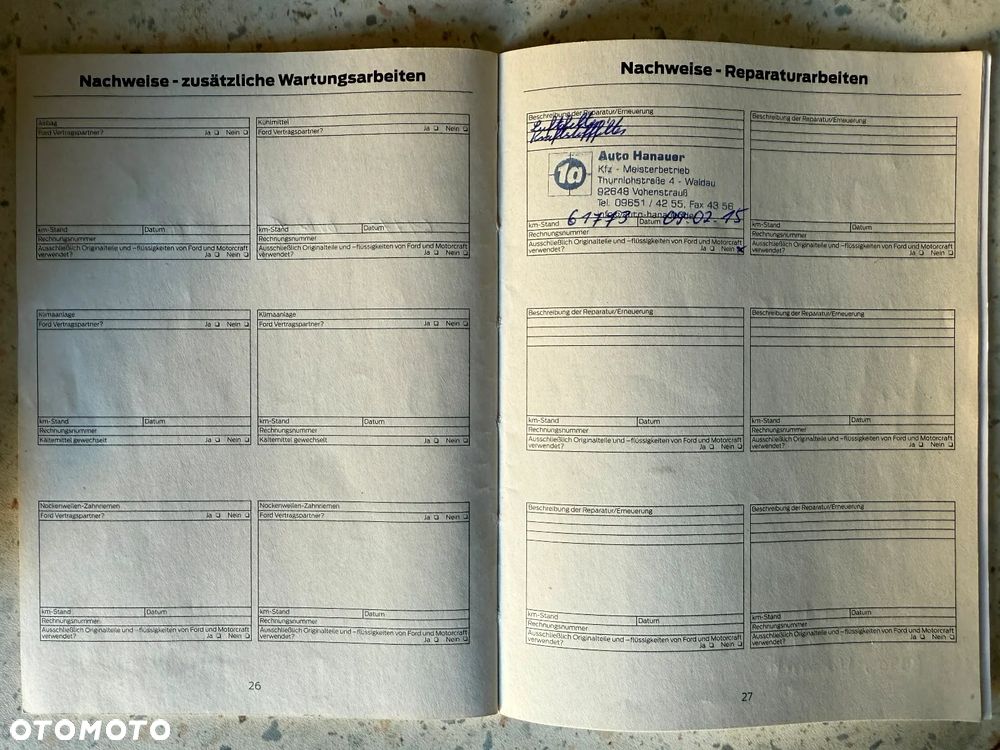 Nachweise - zusätzliche Wartungsarbeiten
Airbag
Ford Vertragspartner? Ja Nein
km-Stand Datum
Rechnungsnummer
Ausschließlich Originalteile und –flüssigkeiten von Ford und Motorcraft
verwendet? Ja Nein
Kühlmittel
Ford Vertragspartner? Ja Nein
km-Stand Datum
Rechnungsnummer
Ausschließlich Originalteile und –flüssigkeiten von Ford und Motorcraft
verwendet? Ja Nein
Klimaanlage
Ford Vertragspartner? Ja Nein
km-Stand Datum
Rechnungsnummer
Kältemittel gewechselt Ja Nein
Klimaanlage
Ford Vertragspartner? Ja Nein
km-Stand Datum
Rechnungsnummer
Kältemittel gewechselt Ja Nein
Nockenwellen-Zahnriemen
Ford Vertragspartner? Ja Nein
km-Stand Datum
Rechnungsnummer
Ausschließlich Originalteile und –flüssigkeiten von Ford und Motorcraft
verwendet? Ja Nein
Nockenwellen-Zahnriemen
Ford Vertragspartner? Ja Nein
km-Stand Datum
Rechnungsnummer
Ausschließlich Originalteile und –flüssigkeiten von Ford und Motorcraft
verwendet? Ja Nein
26
Nachweise - Reparaturarbeiten
Beschreibung der Reparatur/Erneuerung
1a
Auto Hanauer
Kfz - Meisterbetrieb
Thurnlohstraße 4 - Waldau
92648 Vohenstrauß
Tel. 09651 / 42 55, Fax 43 56
km-Stand 61773 Datum 09.02.15
Rechnungsnummer
Ausschließlich Originalteile und –flüssigkeiten von Ford und Motorcraft
verwendet? Ja Nein x
Beschreibung der Reparatur/Erneuerung
km-Stand Datum
Rechnungsnummer
Ausschließlich Originalteile und –flüssigkeiten von Ford und Motorcraft
verwendet? Ja Nein
Beschreibung der Reparatur/Erneuerung
km-Stand Datum
Rechnungsnummer
Ausschließlich Originalteile und –flüssigkeiten von Ford und Motorcraft
verwendet? Ja Nein
Beschreibung der Reparatur/Erneuerung
km-Stand Datum
Rechnungsnummer
Ausschließlich Originalteile und –flüssigkeiten von Ford und Motorcraft
verwendet? Ja Nein
Beschreibung der Reparatur/Erneuerung
km-Stand Datum
Rechnungsnummer
Ausschließlich Originalteile und –flüssigkeiten von Ford und Motorcraft
verwendet? Ja Nein
Beschreibung der Reparatur/Erneuerung
km-Stand Datum
Rechnungsnummer
Ausschließlich Originalteile und –flüssigkeiten von Ford und Motorcraft
verwendet? Ja Nein
27
OTOMOTO